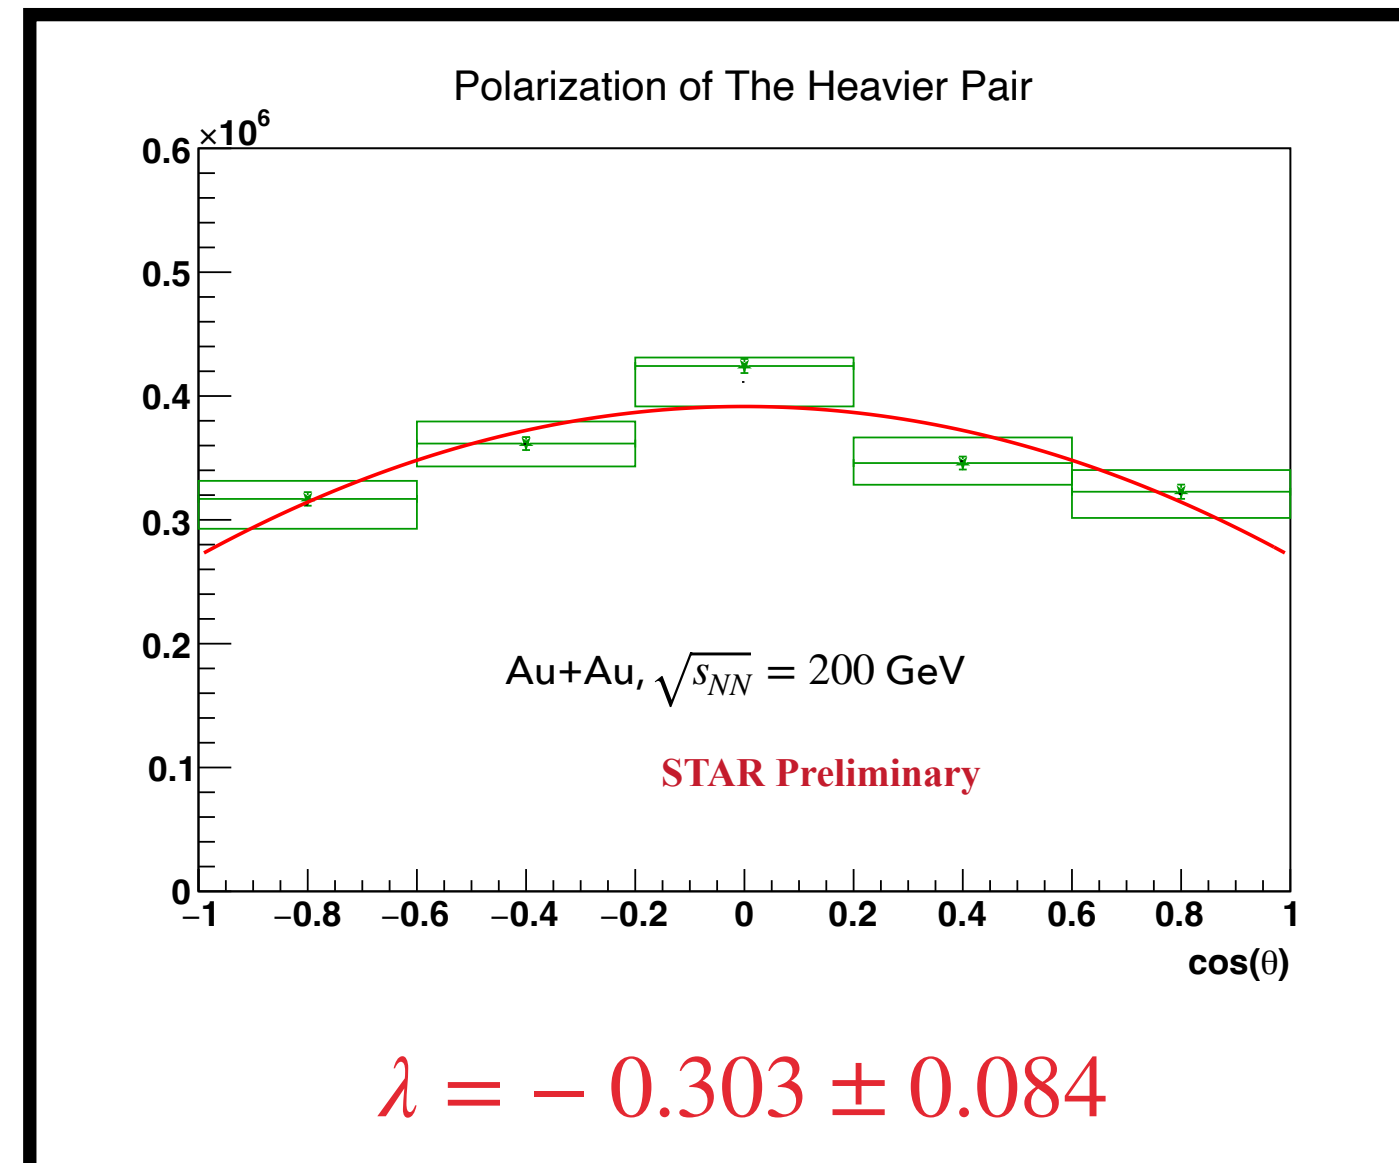 Polarization of The Heavier Pair
×10⁶
0.6
0.5
0.4
0.3
0.2
0.1
0
Au+Au, √s_NN = 200 GeV
STAR Preliminary
−1 −0.8 −0.6 −0.4 −0.2 0 0.2 0.4 0.6 0.8 1
cos(θ)
λ = − 0.303 ± 0.084